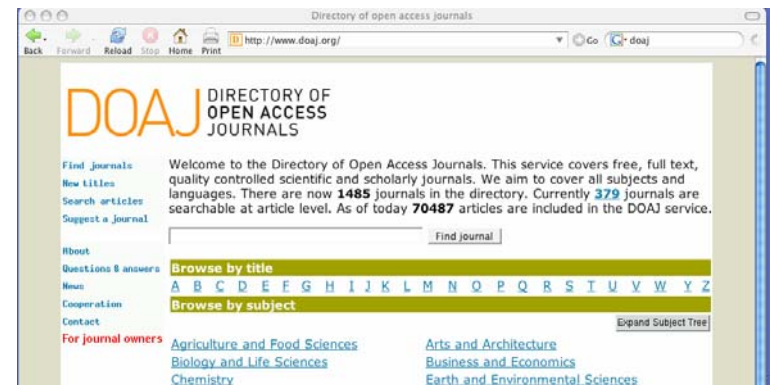 Directory of open access journals
Back Forward Reload Stop Home Print http://www.doaj.org/ Go G doaj
DOAJ DIRECTORY OF
OPEN ACCESS
JOURNALS
Find journals
New titles
Search articles
Suggest a journal
About
Questions & answers
News
Cooperation
Contact
For journal owners
Welcome to the Directory of Open Access Journals. This service covers free, full text,
quality controlled scientific and scholarly journals. We aim to cover all subjects and
languages. There are now 1485 journals in the directory. Currently 379 journals are
searchable at article level. As of today 70487 articles are included in the DOAJ service.
Find journal
Browse by title
A B C D E F G H I J K L M N O P Q R S T U V W Y Z
Browse by subject
Expand Subject Tree
Agriculture and Food Sciences Arts and Architecture
Biology and Life Sciences Business and Economics
Chemistry Earth and Environmental Sciences